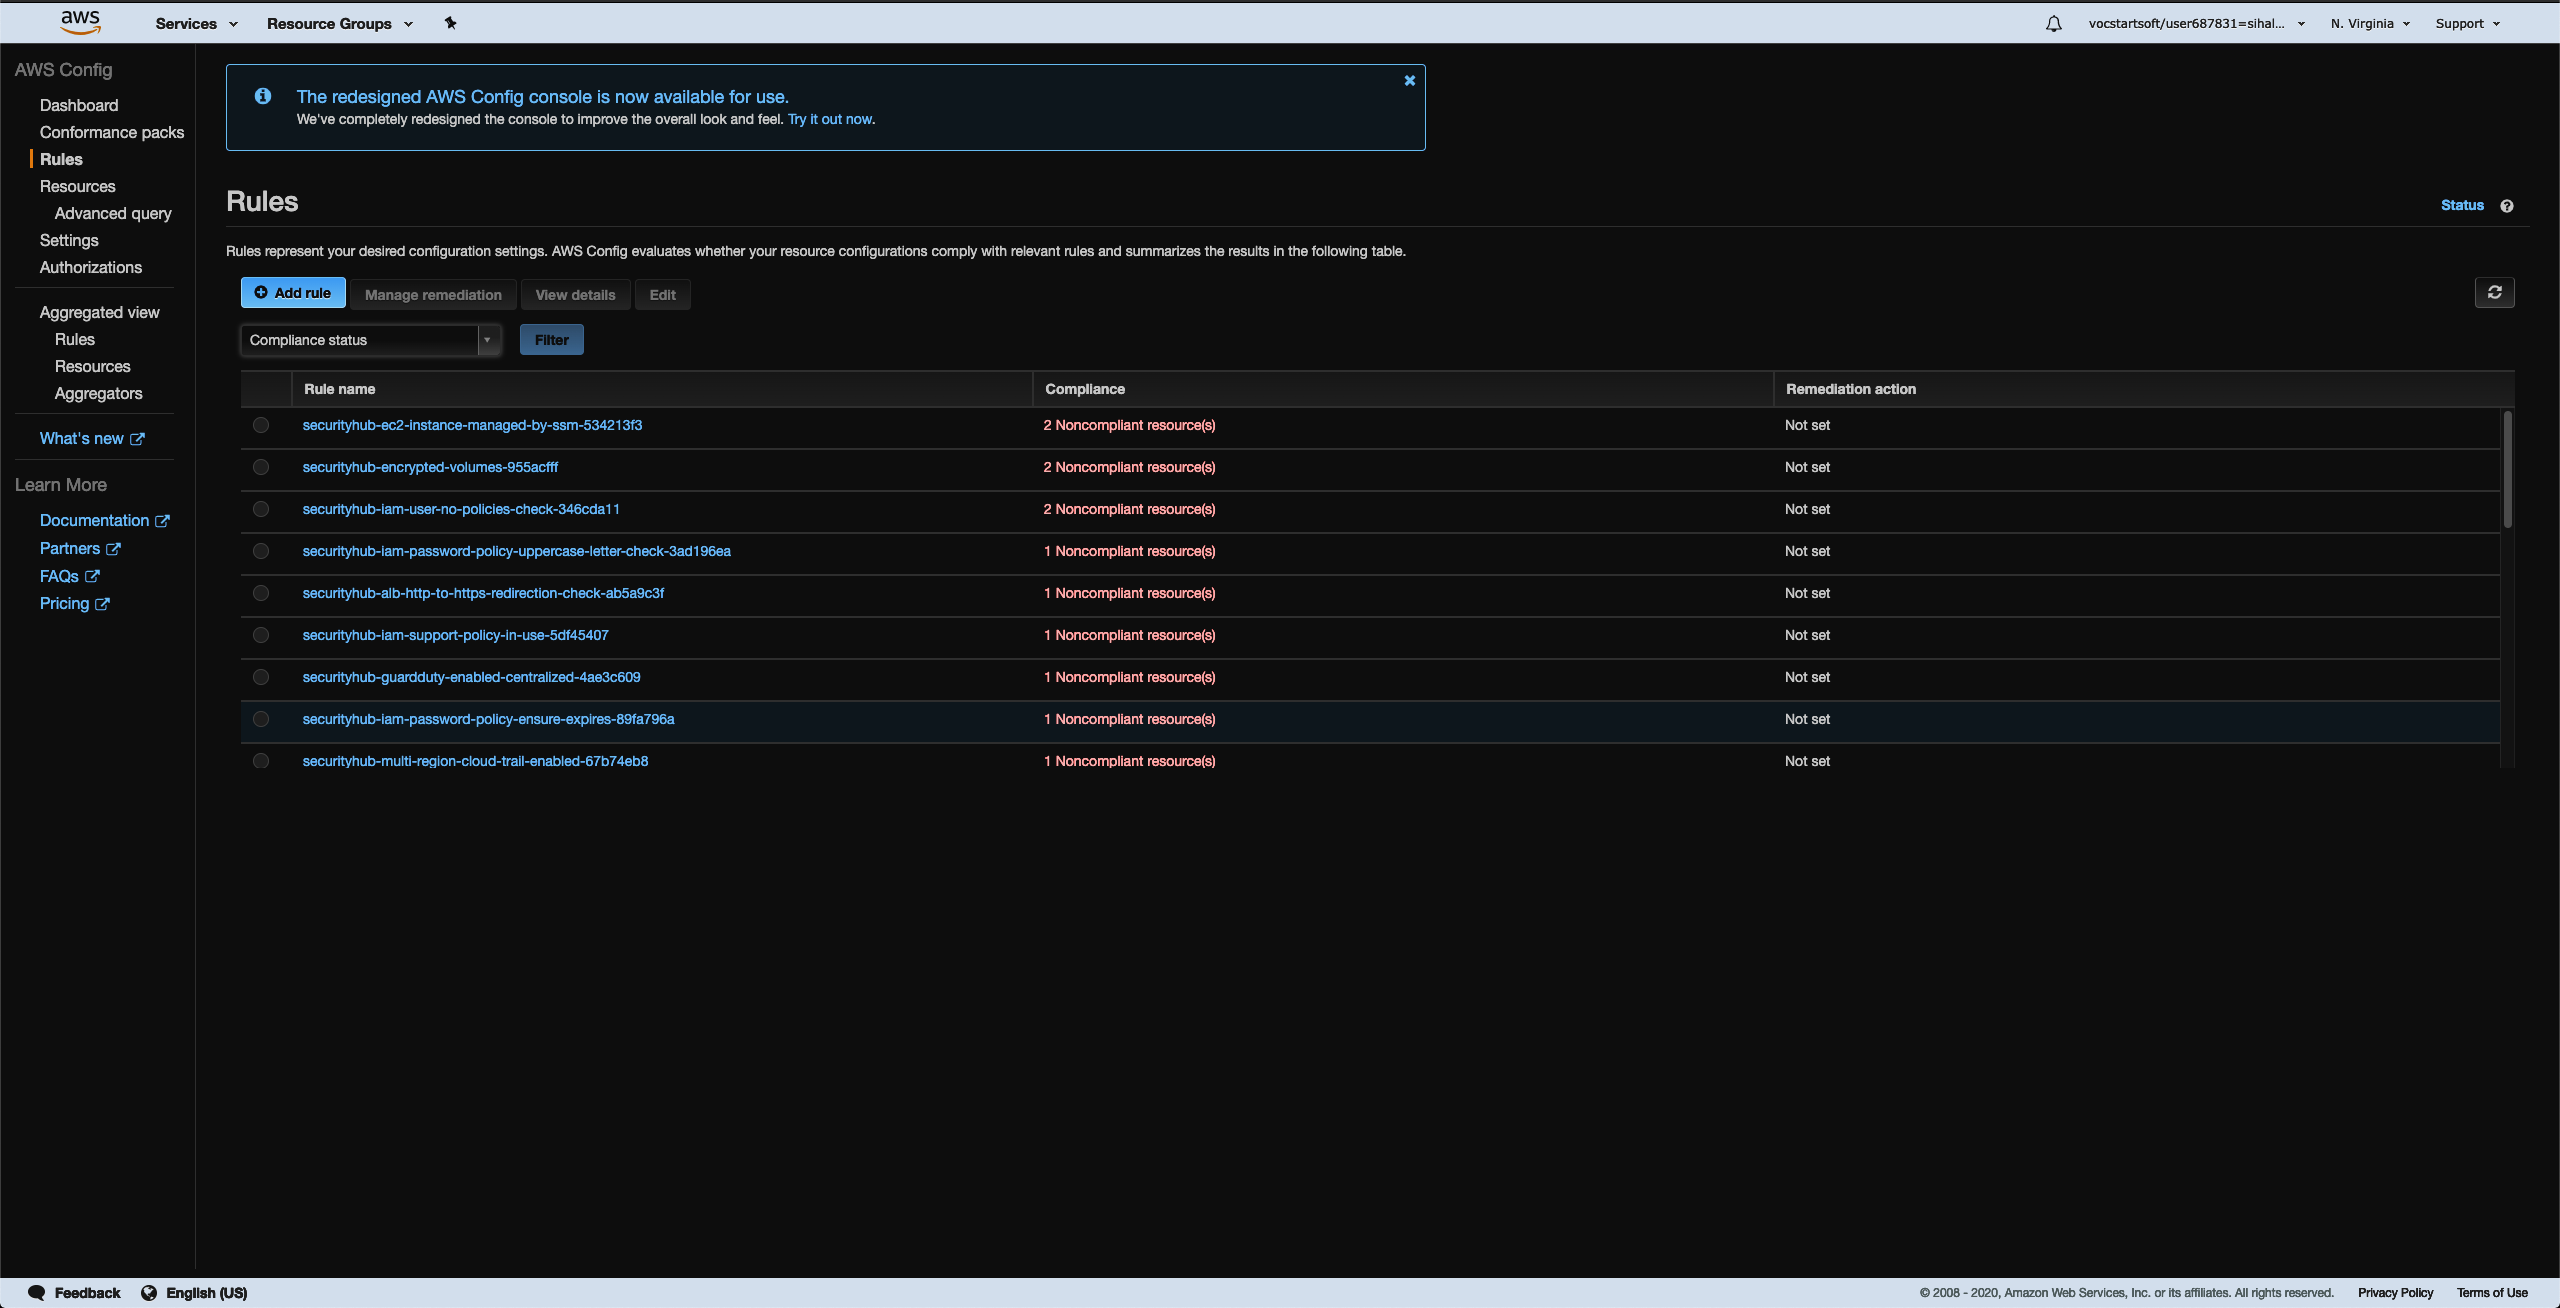 aws Services Resource Groups vocstartsoft/user687831=sihal... N. Virginia Support
AWS Config
Dashboard
Conformance packs
Rules
Resources
Advanced query
Settings
Authorizations
Aggregated view
Rules
Resources
Aggregators
What's new
Learn More
Documentation
Partners
FAQs
Pricing
The redesigned AWS Config console is now available for use.
We've completely redesigned the console to improve the overall look and feel. Try it out now.
Rules
Status
Rules represent your desired configuration settings. AWS Config evaluates whether your resource configurations comply with relevant rules and summarizes the results in the following table.
Add rule Manage remediation View details Edit
Compliance status Filter
Rule name Compliance Remediation action
securityhub-ec2-instance-managed-by-ssm-534213f3 2 Noncompliant resource(s) Not set
securityhub-encrypted-volumes-955acfff 2 Noncompliant resource(s) Not set
securityhub-iam-user-no-policies-check-346cda11 2 Noncompliant resource(s) Not set
securityhub-iam-password-policy-uppercase-letter-check-3ad196ea 1 Noncompliant resource(s) Not set
securityhub-alb-http-to-https-redirection-check-ab5a9c3f 1 Noncompliant resource(s) Not set
securityhub-iam-support-policy-in-use-5df45407 1 Noncompliant resource(s) Not set
securityhub-guardduty-enabled-centralized-4ae3c609 1 Noncompliant resource(s) Not set
securityhub-iam-password-policy-ensure-expires-89fa796a 1 Noncompliant resource(s) Not set
securityhub-multi-region-cloud-trail-enabled-67b74eb8 1 Noncompliant resource(s) Not set
Feedback English (US) © 2008 - 2020, Amazon Web Services, Inc. or its affiliates. All rights reserved. Privacy Policy Terms of Use